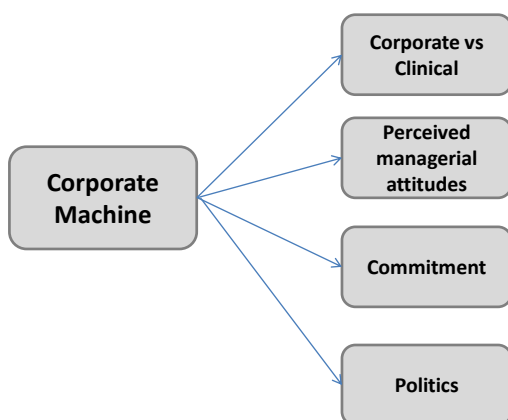 Corporate
Machine
Corporate vs
Clinical
Perceived
managerial
attitudes
Commitment
Politics